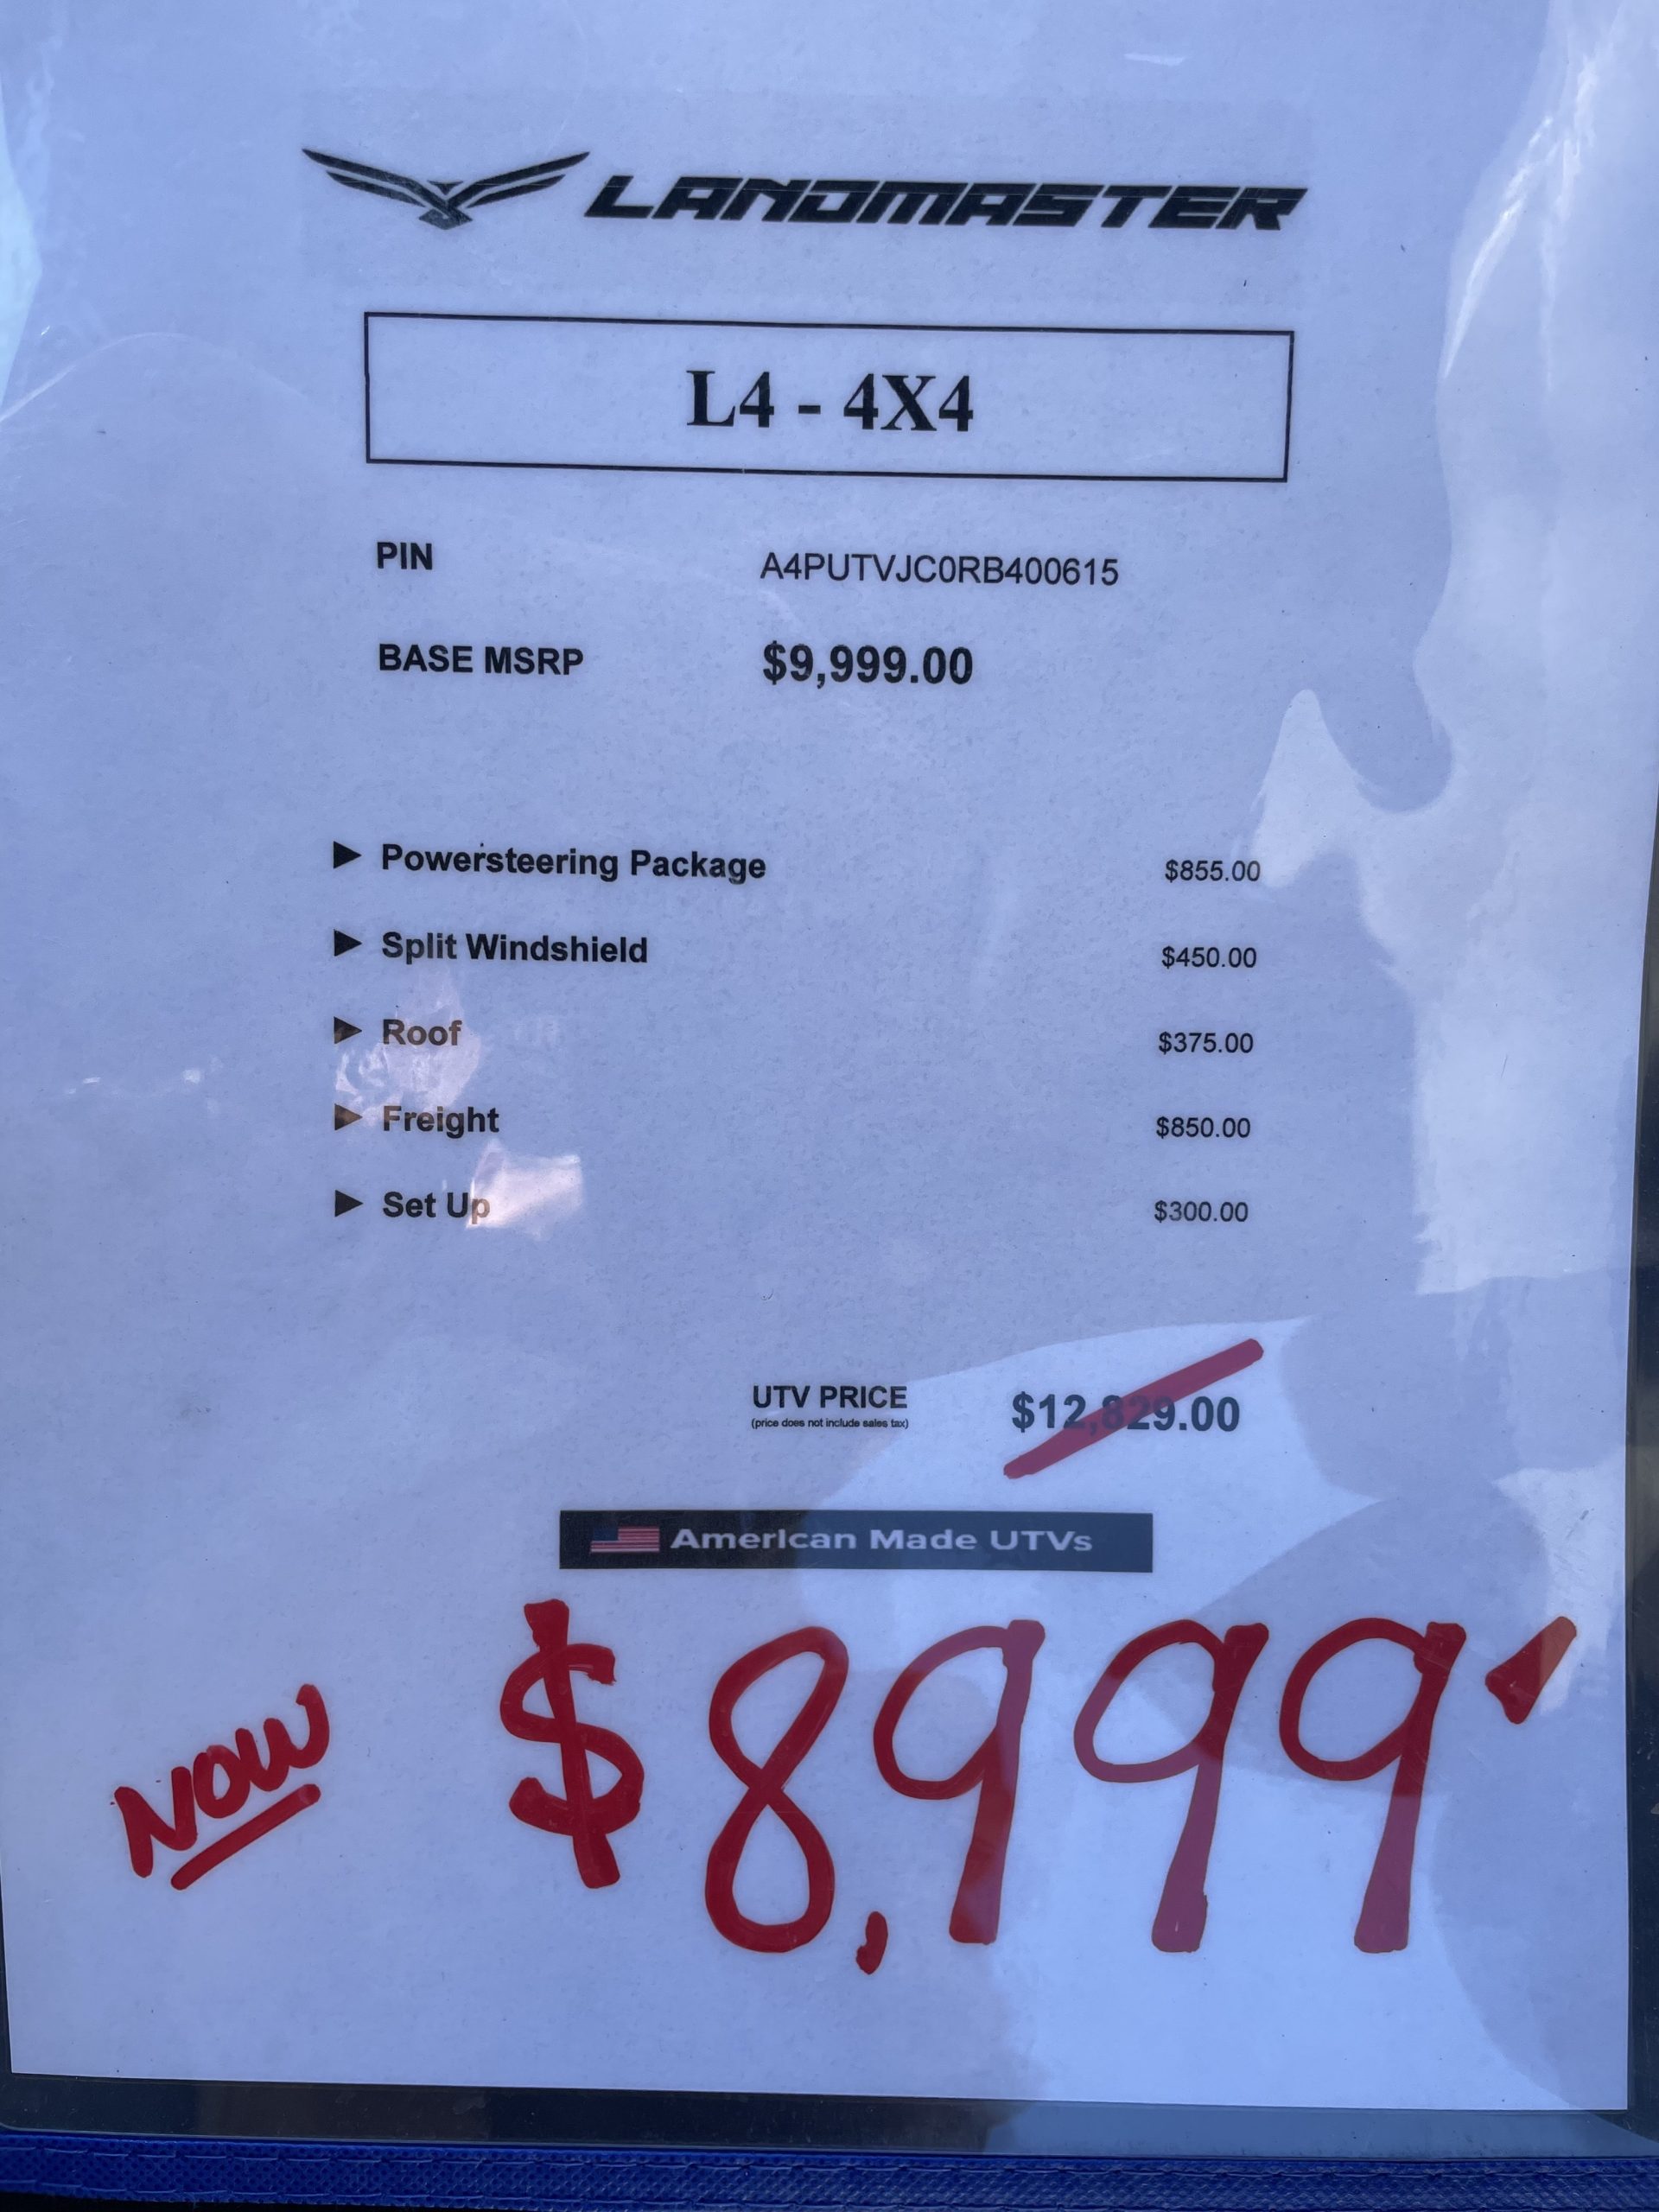 LANDMASTER
L4 - 4X4
PIN A4PUTVJC0RB400615
BASE MSRP $9,999.00
► Powersteering Package $855.00
► Split Windshield $450.00
► Roof $375.00
► Freight $850.00
► Set Up $300.00
UTV PRICE $12,829.00
(price does not include sales tax)
American Made UTVs
NOW $8,999